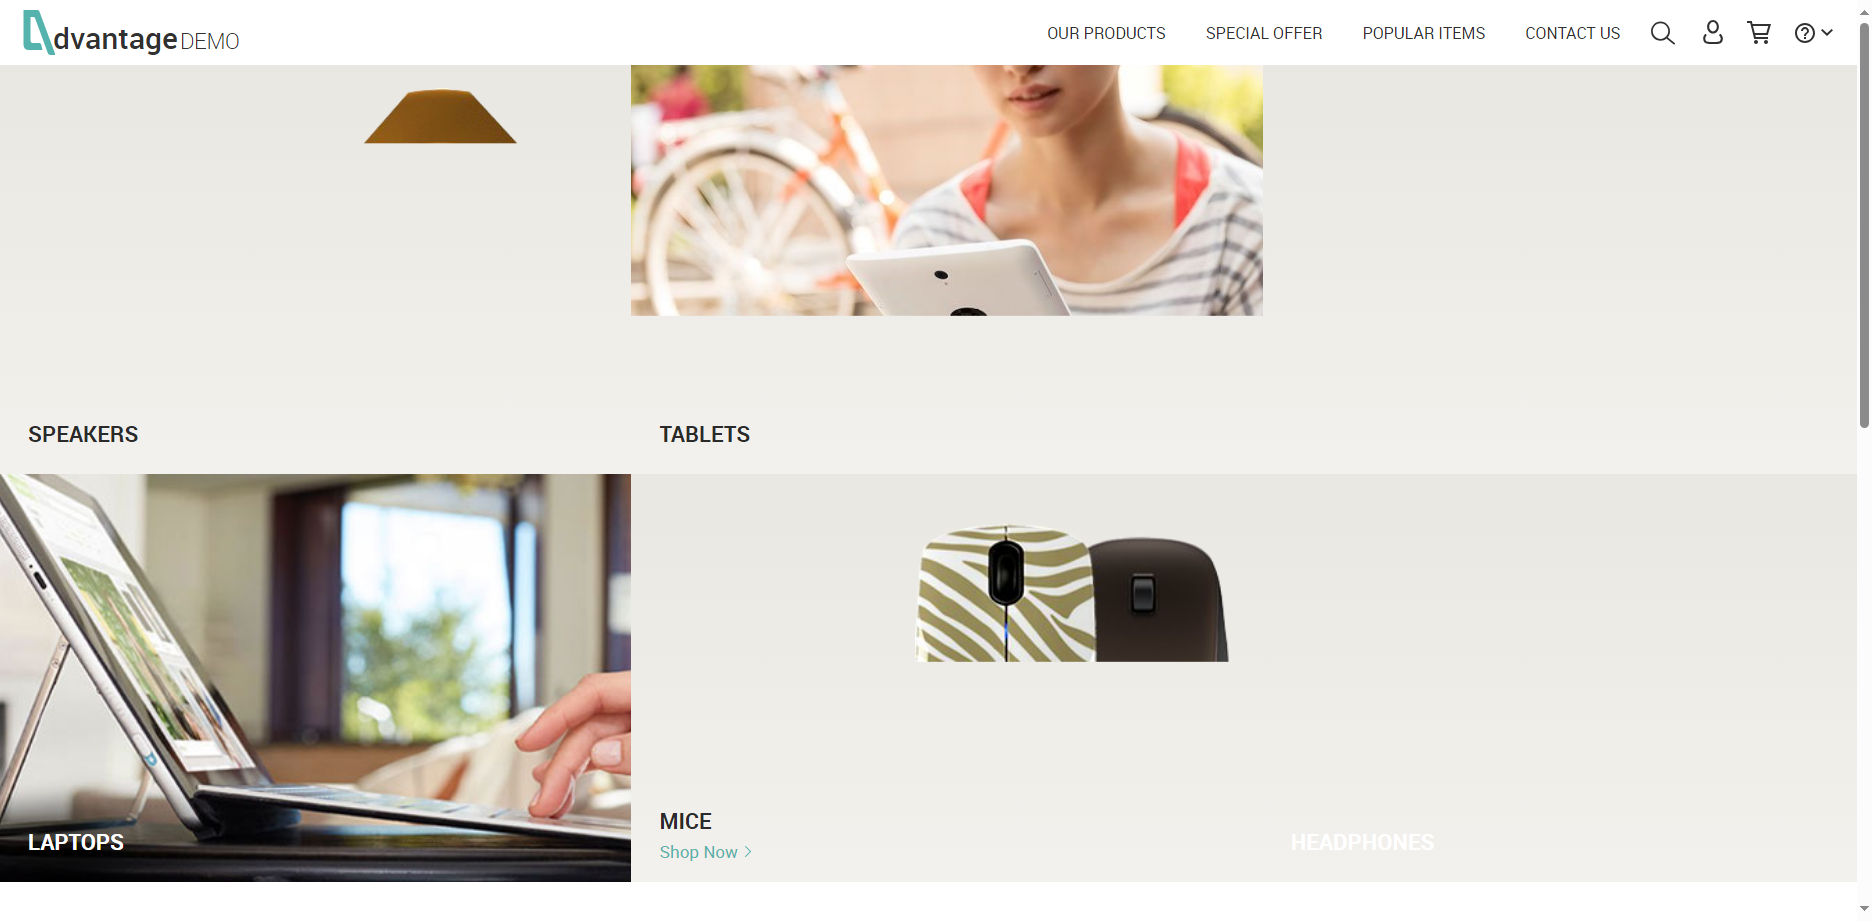 dvantage DEMO
OUR PRODUCTS
SPECIAL OFFER
POPULAR ITEMS
CONTACT US
SPEAKERS
TABLETS
LAPTOPS
MICE
Shop Now
HEADPHONES